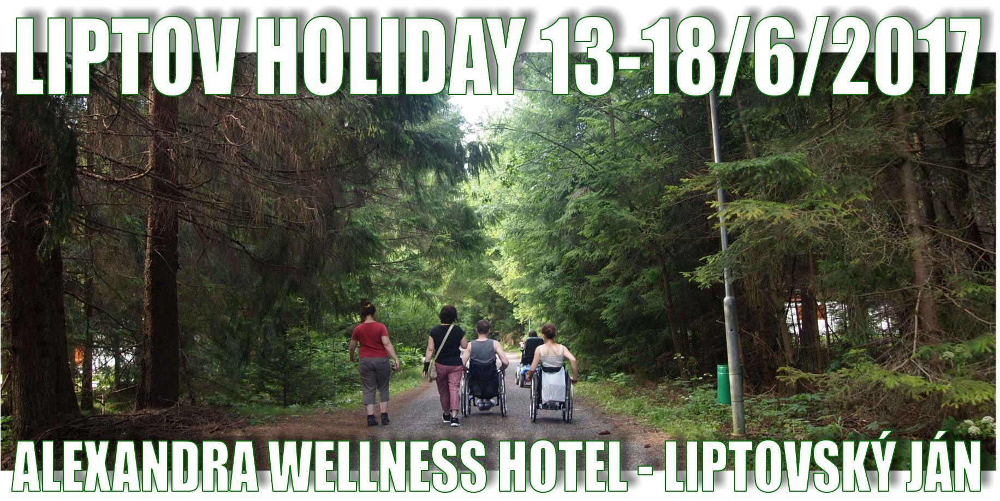 LIPTOV HOLIDAY 13-18/6/2017
ALEXANDRA WELLNESS HOTEL - LIPTOVSKÝ JÁN